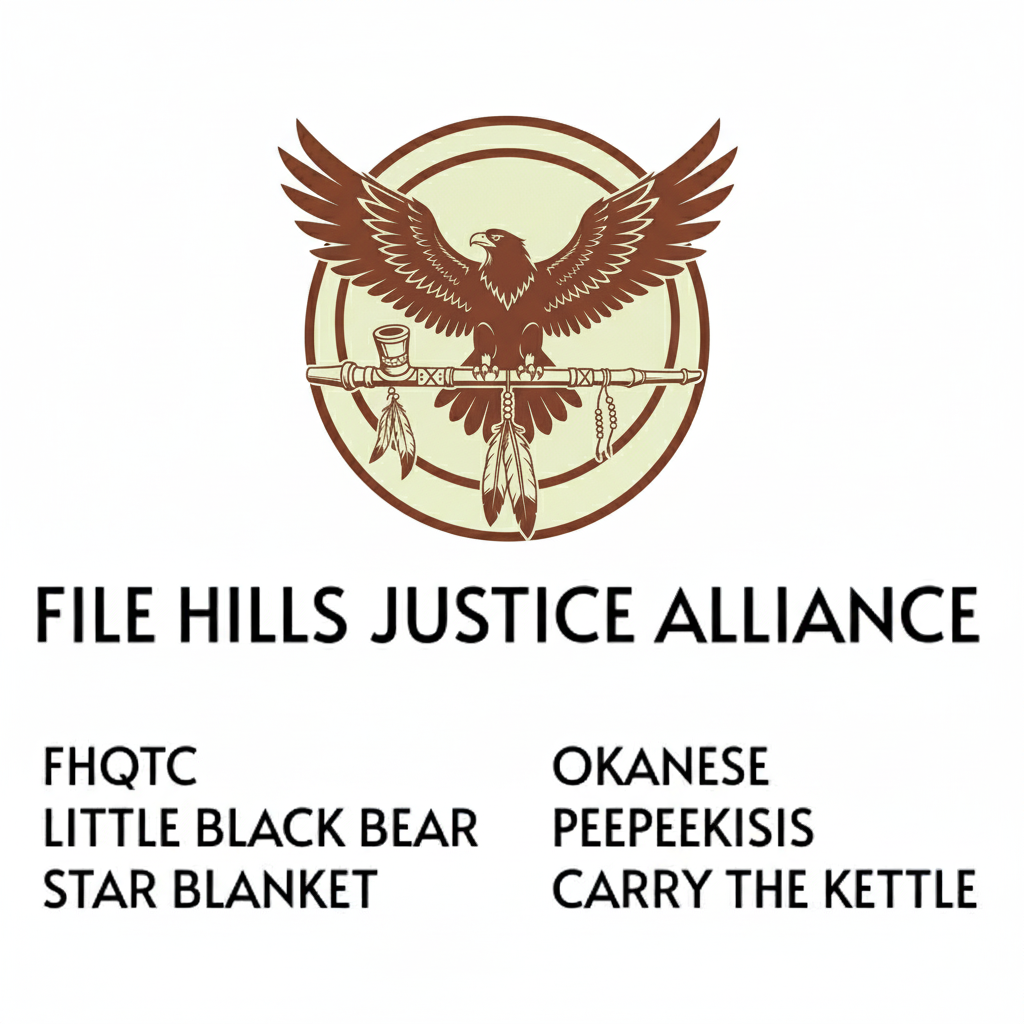 FILE HILLS JUSTICE ALLIANCE
FHQTC
LITTLE BLACK BEAR
STAR BLANKET
OKANESE
PEEPEEKISIS
CARRY THE KETTLE